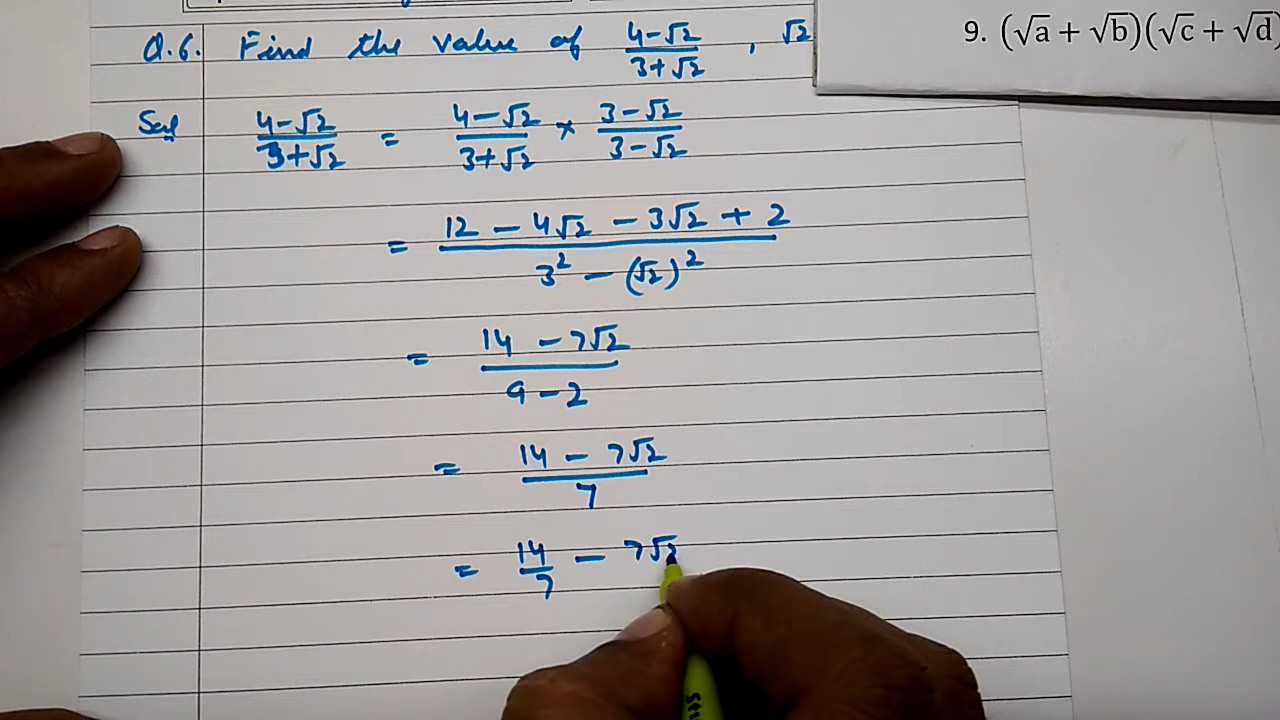 Q.6. Find the value of (4-√2)/(3+√2) , √2
9. (√a + √b)(√c + √d)
Sol (4-√2)/(3+√2) = (4-√2)/(3+√2) × (3-√2)/(3-√2)
= (12 - 4√2 - 3√2 + 2)/(3² - (√2)²)
= (14 - 7√2)/(9 - 2)
= (14 - 7√2)/7
= 14/7 - 7√2